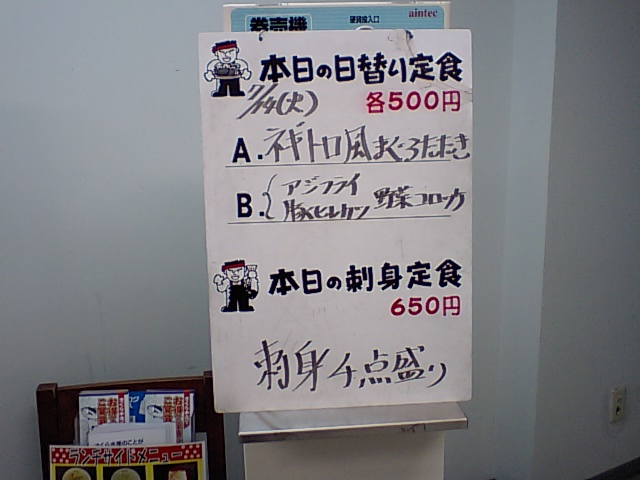 券売機
硬貨投入口
aintec
本日の日替り定食
7/14(火)
各500円
A.ネギトロ風まぐろたたき
B.{アジフライ
豚ヒレカツ 野菜コロッケ
本日の刺身定食
650円
刺身4点盛り
ランチサイドメニュー